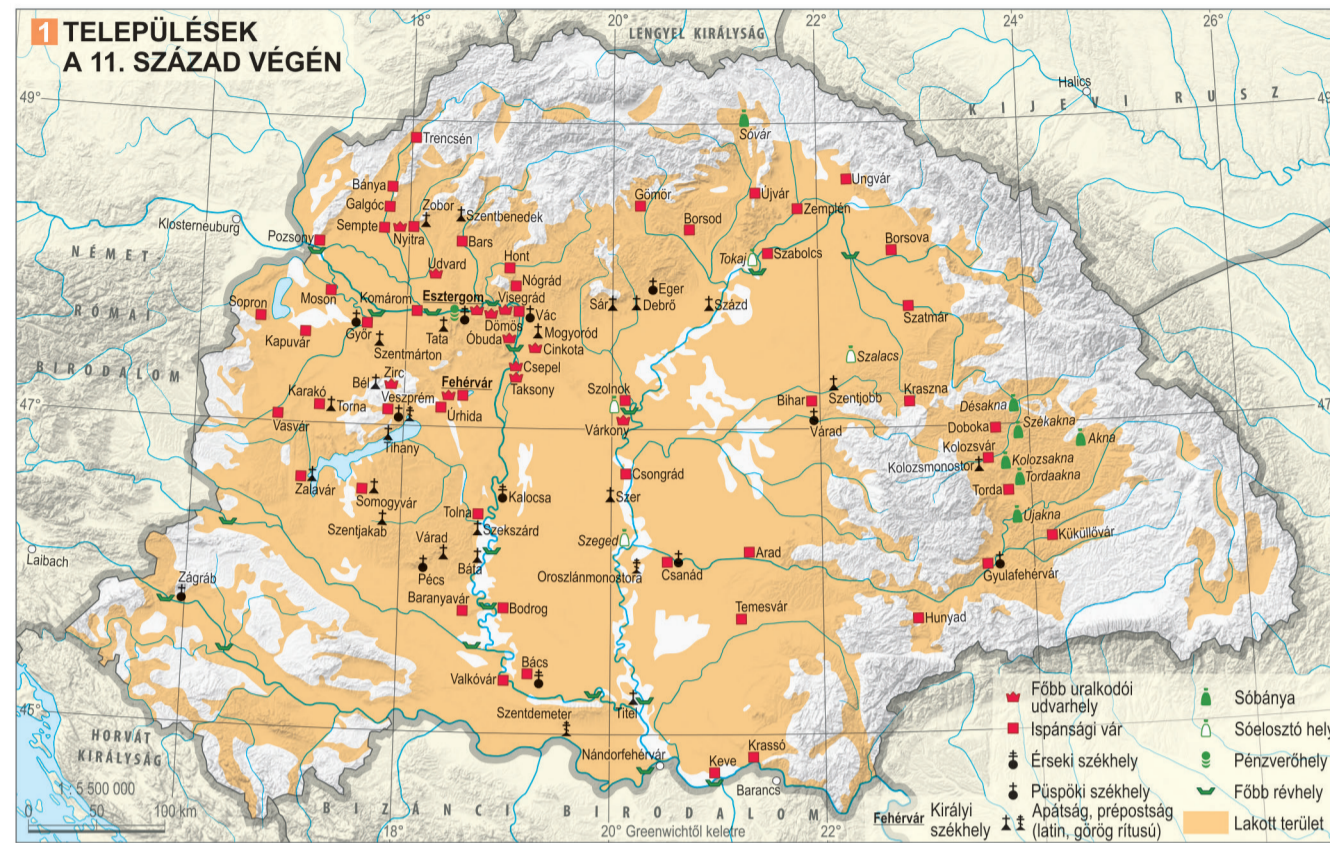 1 TELEPÜLÉSEK
A 11. SZÁZAD VÉGÉN
18°
20°
22°
24°
26°
LENGYEL KIRÁLYSÁG
Halics
49°
KIJEVI RUSZ
49
Sóvár
Trencsén
Bánya
Galgóc
Zobor
Szentbenedek
Gömör
Újvár
Ungvár
Zemplén
Klosterneuburg
Sempte
Nyitra
Bars
Borsod
Pozsony
NÉMET
Hont
Tokaj
Szabolcs
Borsova
Udvard
Nógrád
Eger
Moson
Komárom
Esztergom
Visegrád
Sár
Debrő
Százd
Sopron
RÓMAI
Győr
Tata
Dömös
Vác
Szatmár
Kapuvár
Óbuda
Mogyoród
Szentmárton
Cinkota
Szalacs
BIRODALOM
Zirc
Csepel
Bél
Fehérvár
Taksony
Szolnok
Szentjobb
Kraszna
Karakó
Torna
Veszprém
Bihar
Désakna
47°
Vasvár
Úrhida
Várkony
Várad
Doboka
Székakna
47
Tihany
Kolozsvár
Akna
Kolozsmonostor
Kolozsakna
Zalavár
Csongrád
Tordaakna
Somogyvár
Kalocsa
Szer
Torda
Tolna
Szentjakab
Szekszárd
Újakna
Szeged
Küküllővár
Laibach
Várad
Arad
Báta
Oroszlánmonostora
Csanád
Gyulafehérvár
Zágráb
Pécs
Baranyavár
Bodrog
Temesvár
Hunyad
Bács
Valkóvár
45°
Szentdemeter
Titel
HORVÁT
KIRÁLYSÁG
Nándorfehérvár
Krassó
Keve
Barancs
1 : 5 500 000
0 50 100 km
BIZÁNCI BIRODALOM
18°
20° Greenwichtől keletre
22°
Főbb uralkodói
udvarhely
Ispánsági vár
Érseki székhely
Püspöki székhely
Fehérvár Királyi
székhely
Apátság, prépostság
(latin, görög rítusú)
Sóbánya
Sóelosztó hely
Pénzverőhely
Főbb révhely
Lakott terület